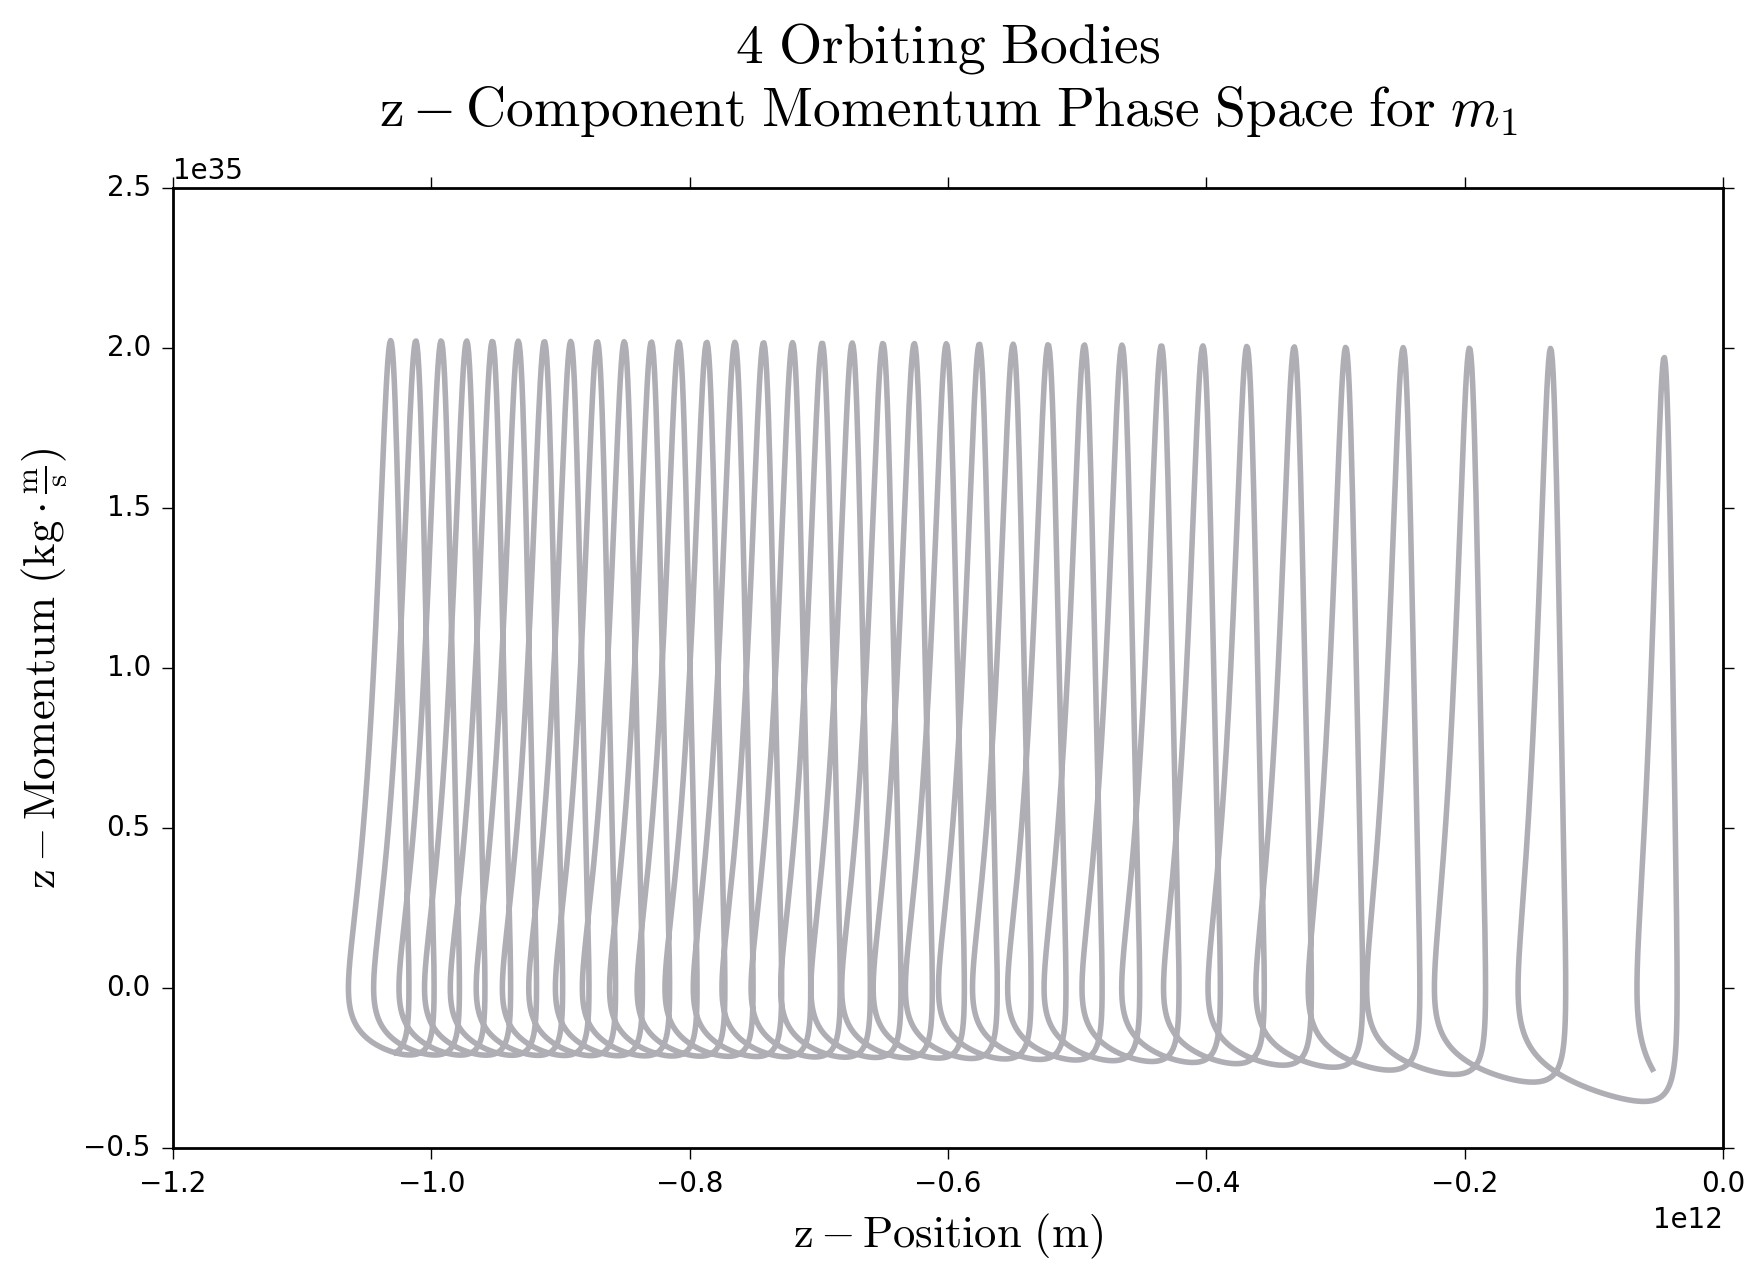 4 Orbiting Bodies
z − Component Momentum Phase Space for m₁
1e35
2.5
2.0
1.5
1.0
0.5
0.0
−0.5
z − Momentum (kg · m/s)
−1.2 −1.0 −0.8 −0.6 −0.4 −0.2 0.0
1e12
z − Position (m)